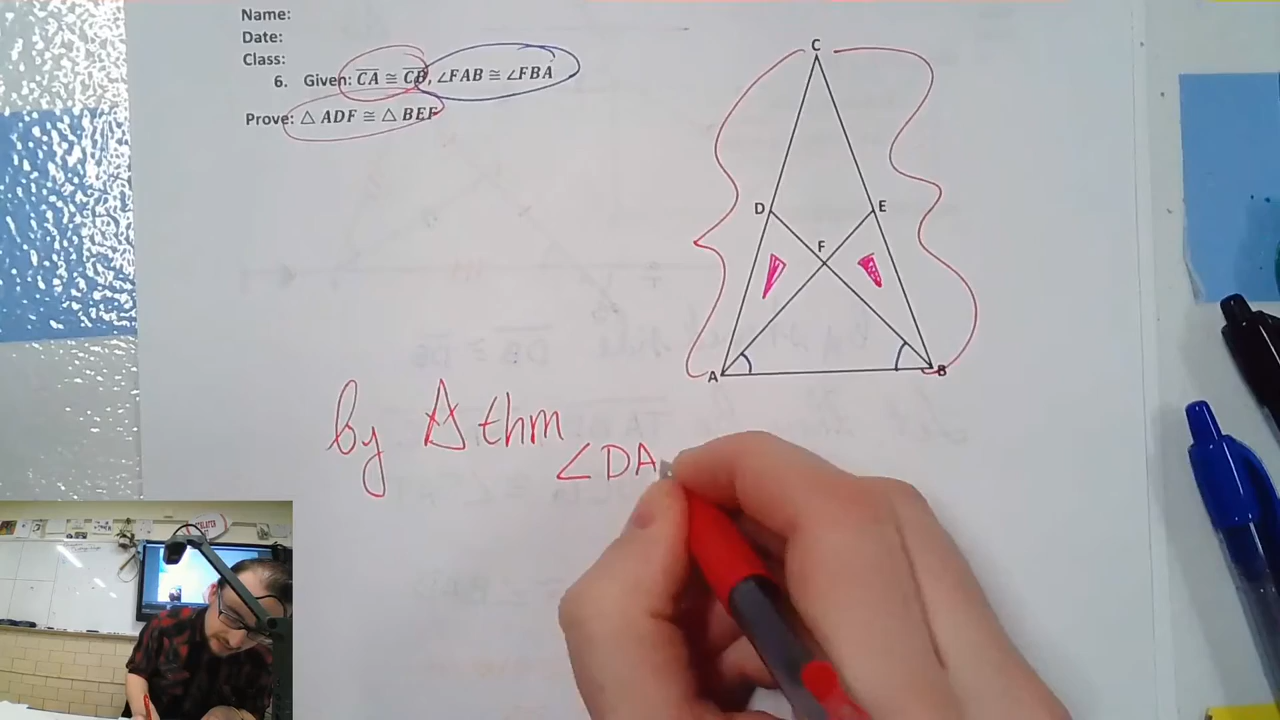 Name:
Date:
Class:
6. Given: CA ≅ CB, ∠FAB ≅ ∠FBA
Prove: △ ADF ≅ △ BEF
C
D
E
F
A
B
by △ thm
∠DA